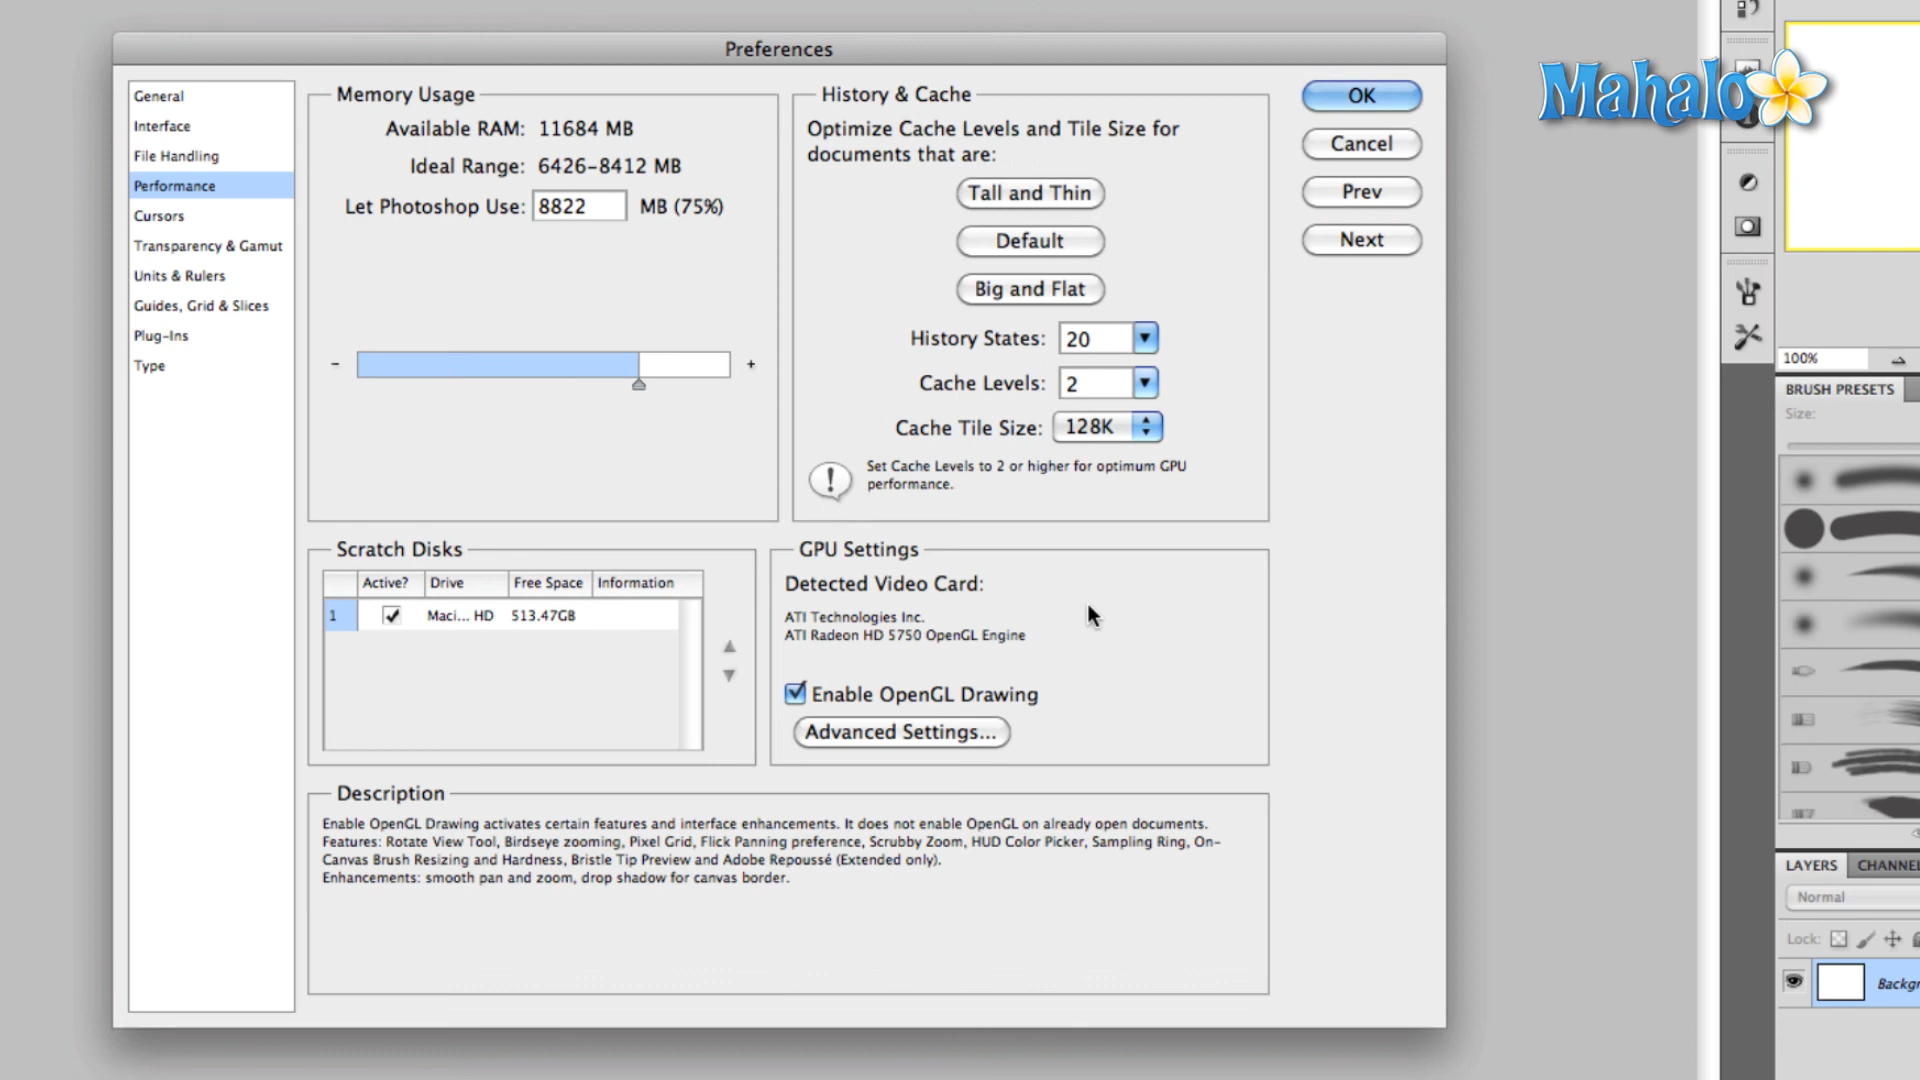 Preferences
General
Interface
File Handling
Performance
Cursors
Transparency & Gamut
Units & Rulers
Guides, Grid & Slices
Plug-Ins
Type
Memory Usage
Available RAM: 11684 MB
Ideal Range: 6426-8412 MB
Let Photoshop Use: 8822 MB (75%)
- +
History & Cache
Optimize Cache Levels and Tile Size for
documents that are:
Tall and Thin
Default
Big and Flat
History States: 20
Cache Levels: 2
Cache Tile Size: 128K
! Set Cache Levels to 2 or higher for optimum GPU
performance.
OK
Cancel
Prev
Next
Scratch Disks
Active? Drive Free Space Information
1 Maci... HD 513.47GB
GPU Settings
Detected Video Card:
ATI Technologies Inc.
ATI Radeon HD 5750 OpenGL Engine
Enable OpenGL Drawing
Advanced Settings...
Description
Enable OpenGL Drawing activates certain features and interface enhancements. It does not enable OpenGL on already open documents.
Features: Rotate View Tool, Birdseye zooming, Pixel Grid, Flick Panning preference, Scrubby Zoom, HUD Color Picker, Sampling Ring, On-
Canvas Brush Resizing and Hardness, Bristle Tip Preview and Adobe Repoussé (Extended only).
Enhancements: smooth pan and zoom, drop shadow for canvas border.
Mahalo
100%
BRUSH PRESETS
Size:
LAYERS CHANNEL
Normal
Lock:
Backgr